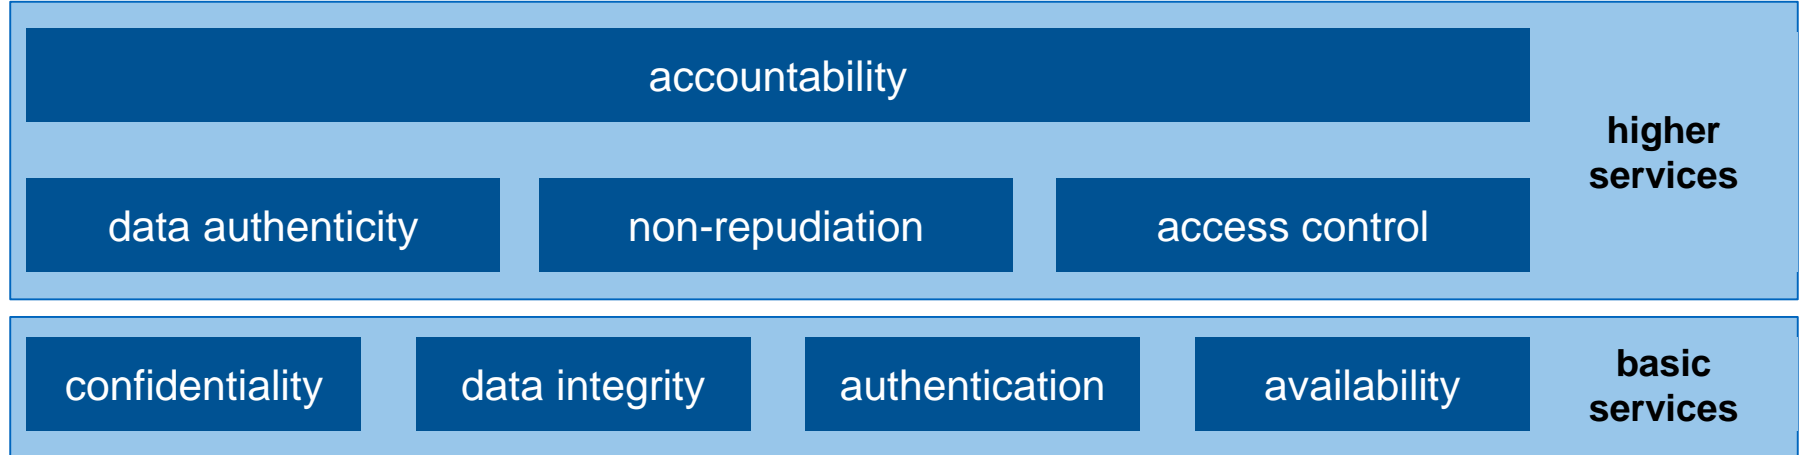 accountability
higher
services
data authenticity
non-repudiation
access control
confidentiality
data integrity
authentication
availability
basic
services